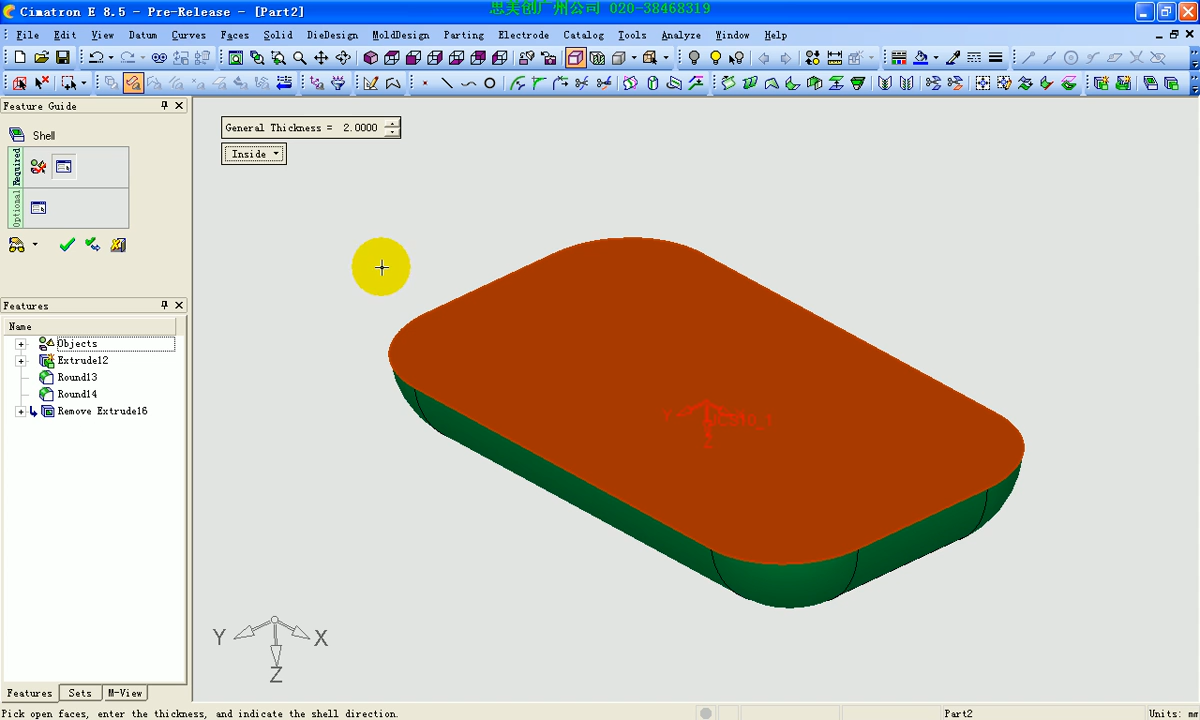 Cimatron E 8.5 - Pre-Release - [Part2]
思美创广州公司 020-38468319
File Edit View Datum Curves Faces Solid DieDesign MoldDesign Parting Electrode Catalog Tools Analyze Window Help
Feature Guide
Shell
Required
Optional
General Thickness = 2.0000
Inside
Features
Name
Objects
Extrude12
Round13
Round14
Remove Extrude16
Y
X
Z
Y
Z
Features Sets M-View
Pick open faces, enter the thickness, and indicate the shell direction.
Part2
Units: mm